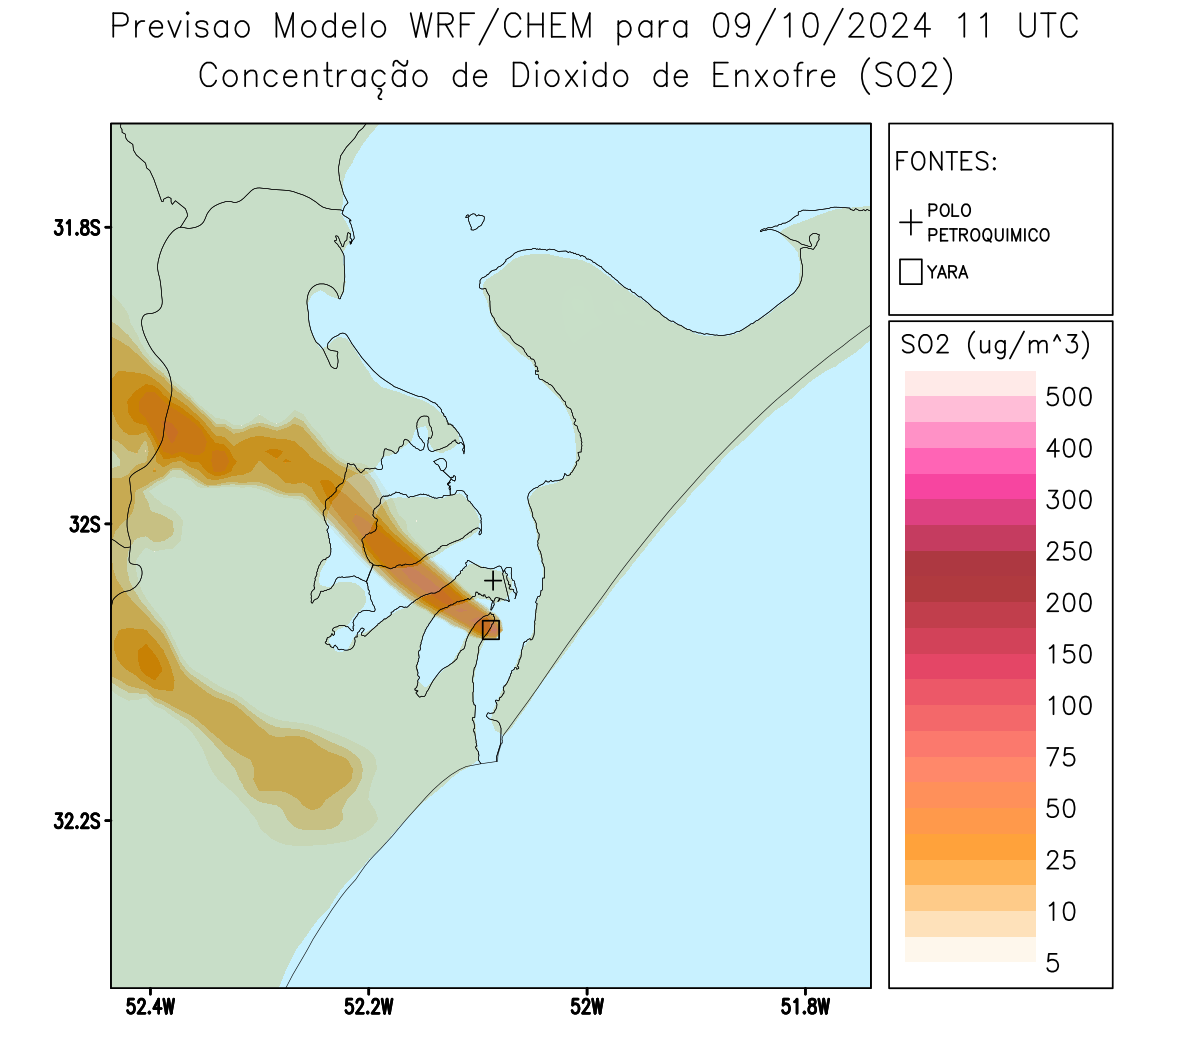 Previsao Modelo WRF/CHEM para 09/10/2024 11 UTC
Concentração de Dioxido de Enxofre (SO2)
FONTES:
POLO
PETROQUIMICO
YARA
SO2 (ug/m^3)
500
400
300
250
200
150
100
75
50
25
10
5
31.8S
32S
32.2S
52.4W
52.2W
52W
51.8W